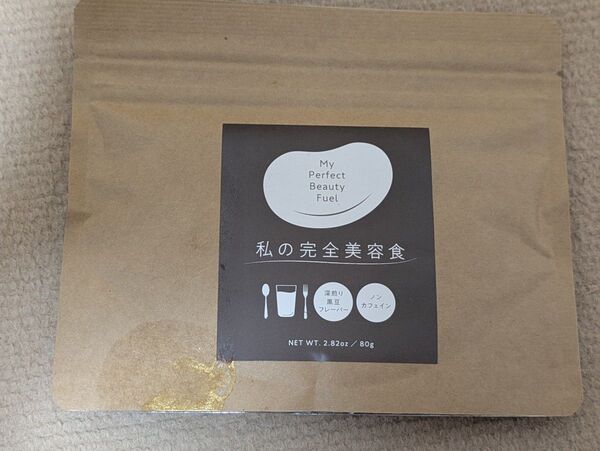 My
Perfect
Beauty
Fuel
私の完全美容食
深煎り
黒豆
フレーバー
ノン
カフェイン
NET WT. 2.82oz / 80g